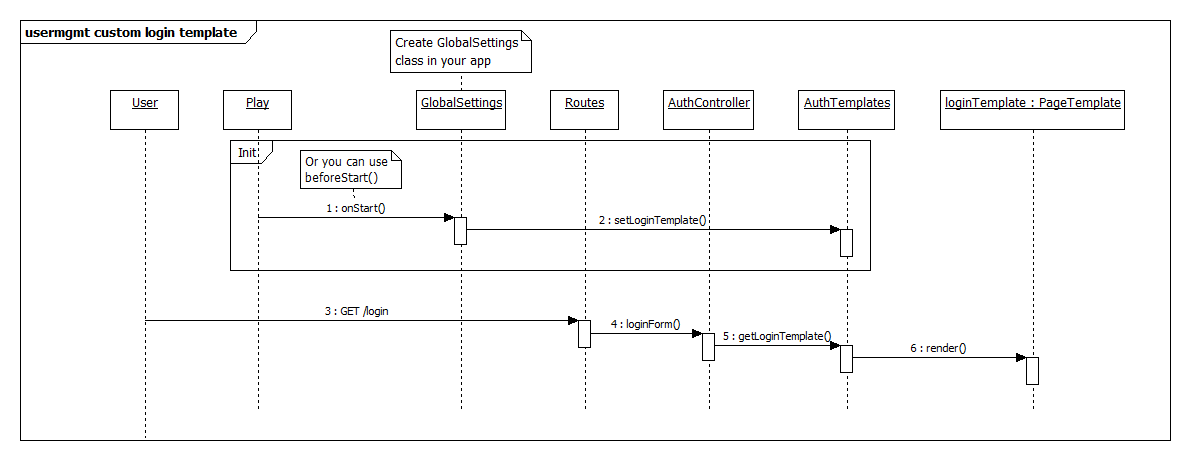 usermgmt custom login template
Create GlobalSettings
class in your app
User
Play
GlobalSettings
Routes
AuthController
AuthTemplates
loginTemplate : PageTemplate
Init
Or you can use
beforeStart()
1 : onStart()
2 : setLoginTemplate()
3 : GET /login
4 : loginForm()
5 : getLoginTemplate()
6 : render()